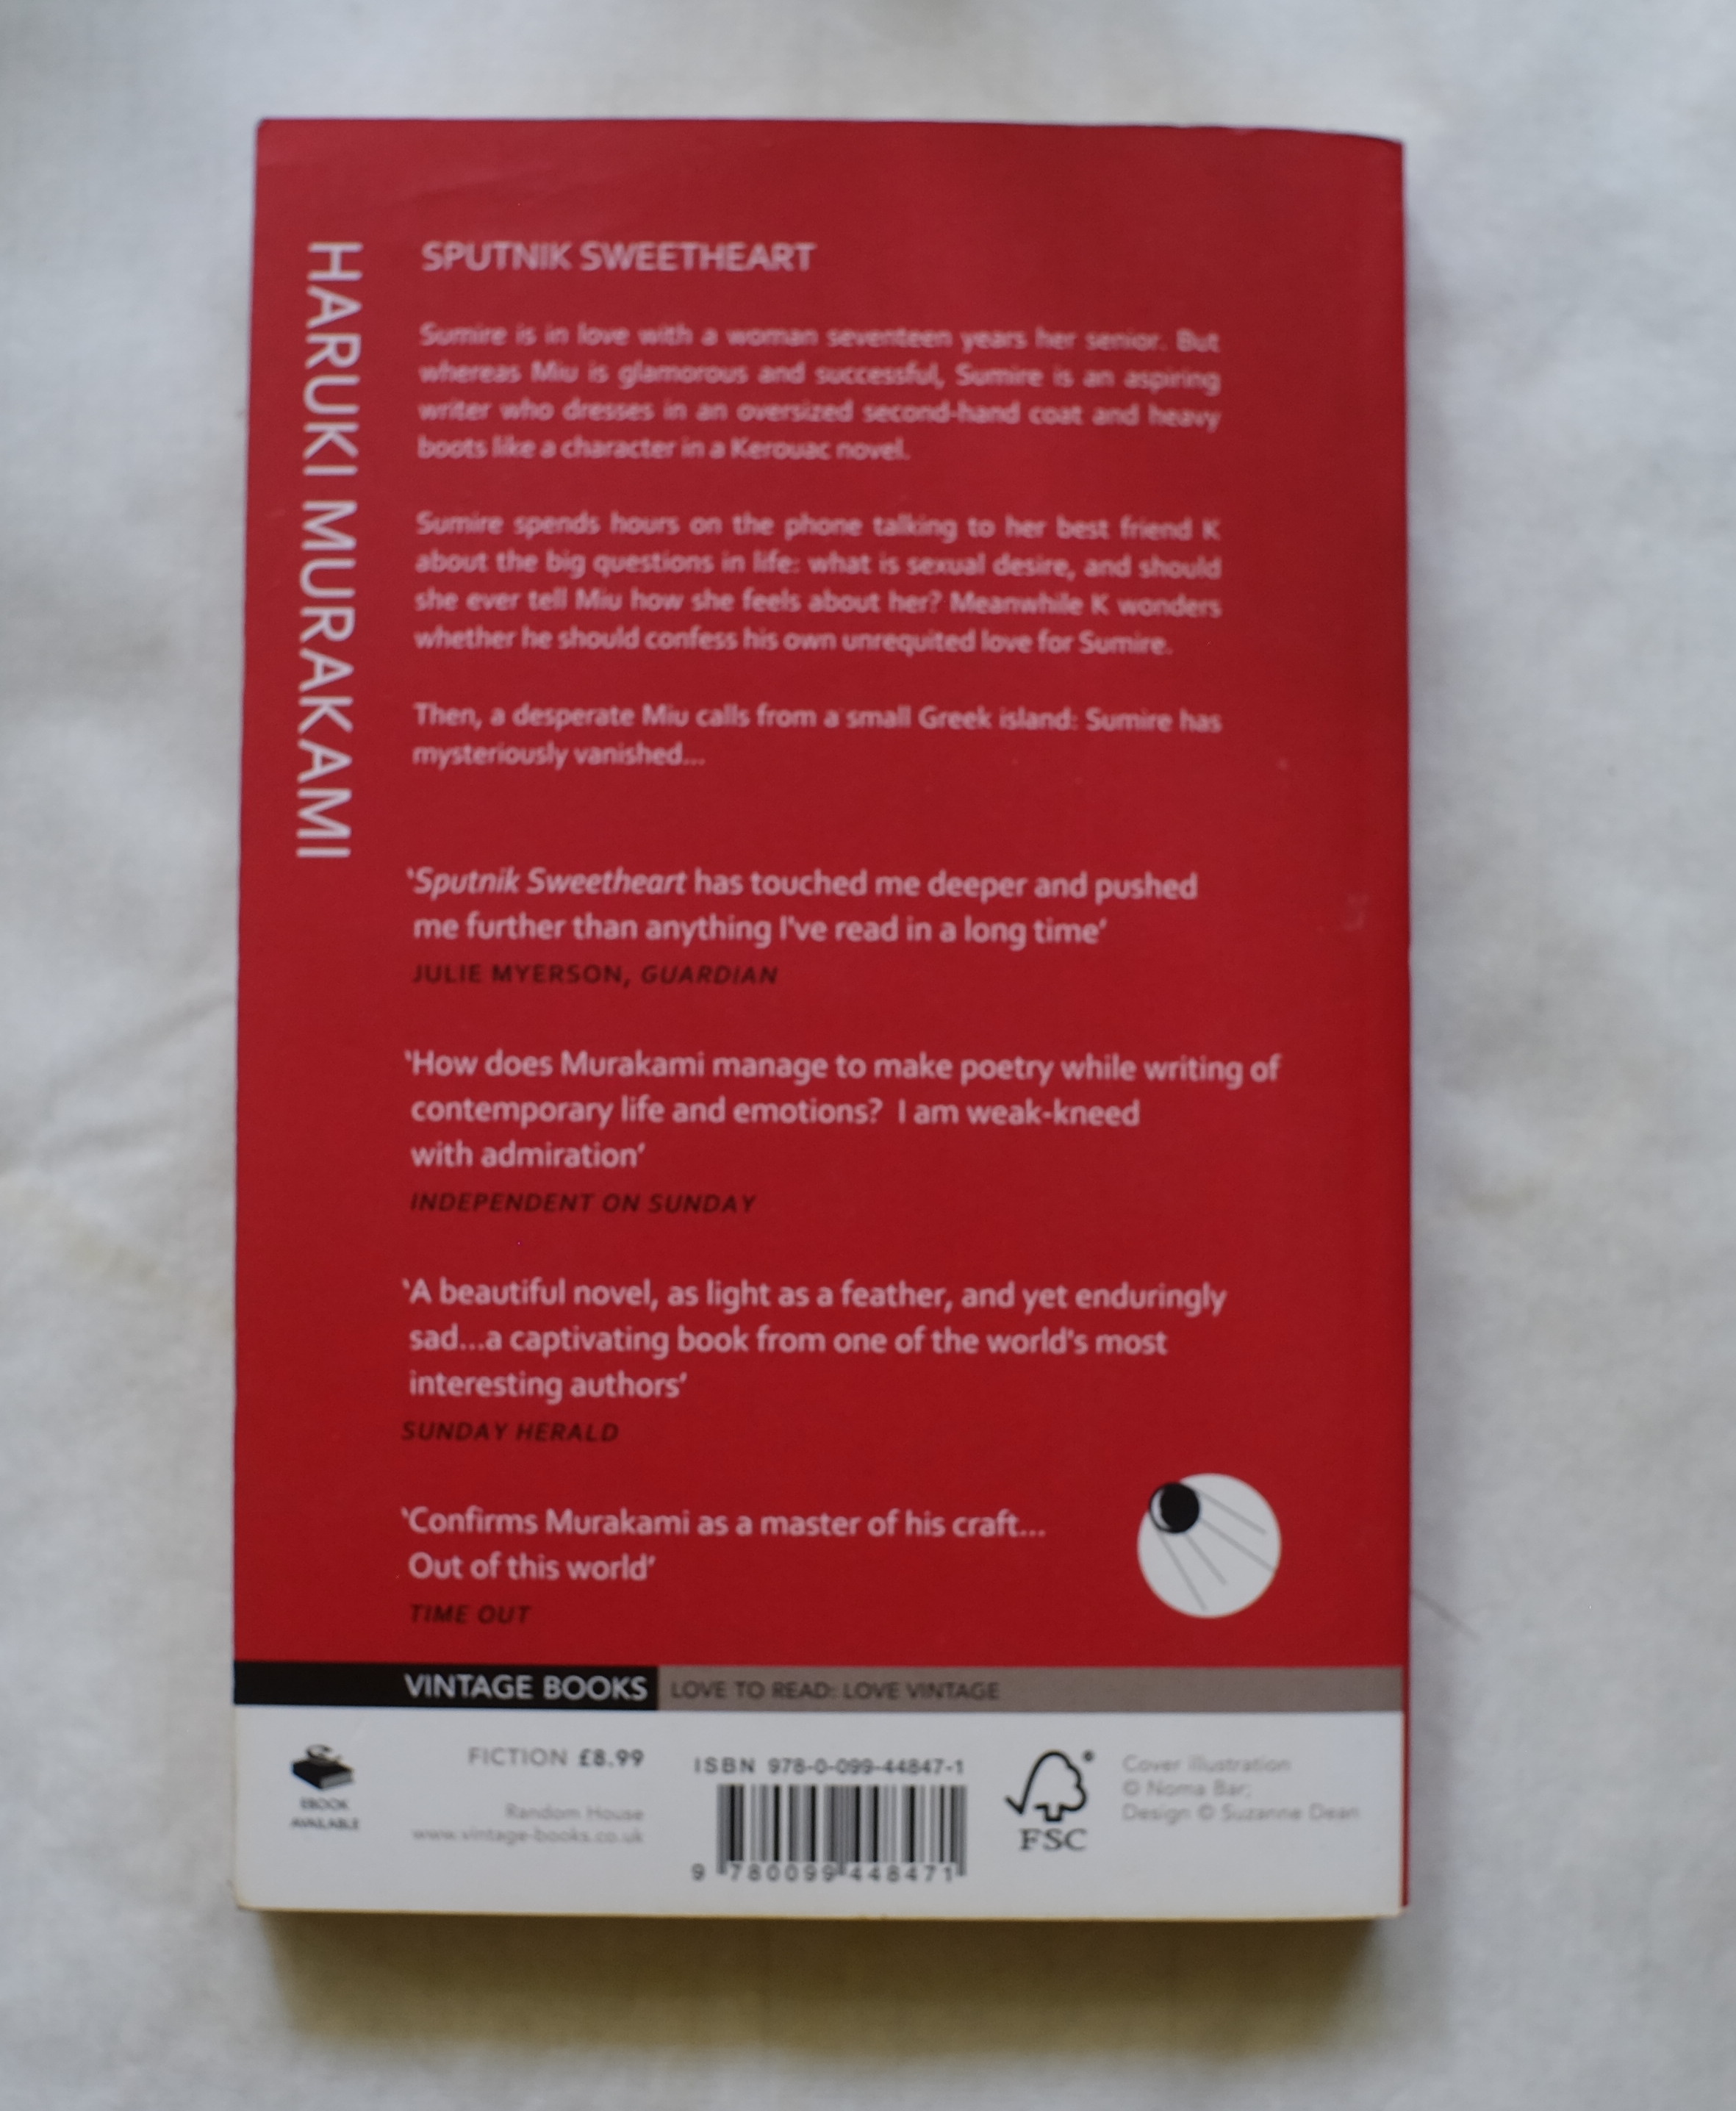 HARUKI MURAKAMI
SPUTNIK SWEETHEART
Sumire is in love with a woman seventeen years her senior. But
whereas Miu is glamorous and successful, Sumire is an aspiring
writer who dresses in an oversized second-hand coat and heavy
boots like a character in a Kerouac novel.
Sumire spends hours on the phone talking to her best friend K
about the big questions in life: what is sexual desire, and should
she ever tell Miu how she feels about her? Meanwhile K wonders
whether he should confess his own unrequited love for Sumire.
Then, a desperate Miu calls from a small Greek island: Sumire has
mysteriously vanished...
‘Sputnik Sweetheart has touched me deeper and pushed
me further than anything I've read in a long time’
JULIE MYERSON, GUARDIAN
‘How does Murakami manage to make poetry while writing of
contemporary life and emotions? I am weak-kneed
with admiration’
INDEPENDENT ON SUNDAY
‘A beautiful novel, as light as a feather, and yet enduringly
sad...a captivating book from one of the world's most
interesting authors’
SUNDAY HERALD
‘Confirms Murakami as a master of his craft...
Out of this world’
TIME OUT
VINTAGE BOOKS LOVE TO READ: LOVE VINTAGE
EBOOK
AVAILABLE
FICTION £8.99
Random House
www.vintage-books.co.uk
ISBN 978-0-099-44847-1
9 780099 448471
®
FSC
Cover illustration
© Noma Bar;
Design © Suzanne Dean